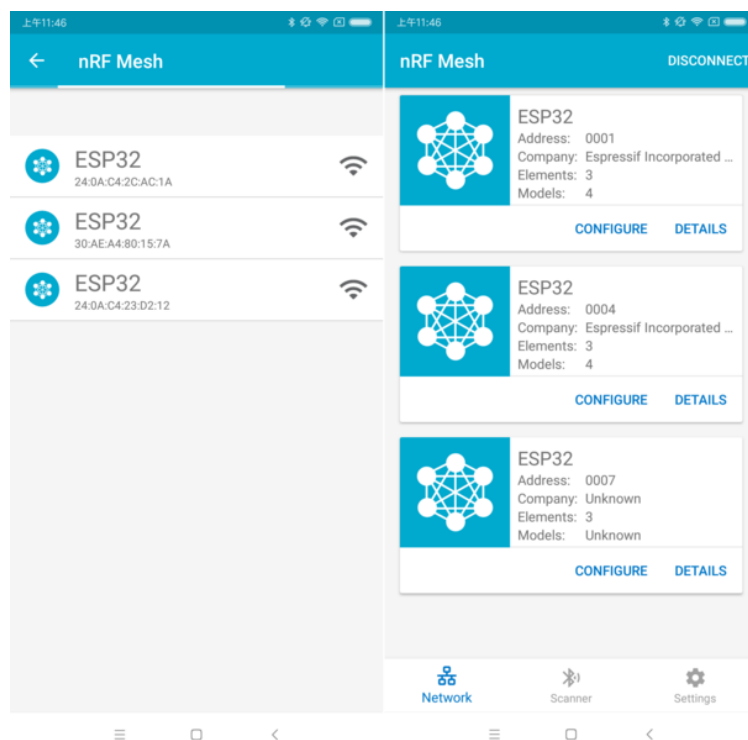 上午11:46
nRF Mesh
ESP32
24:0A:C4:2C:AC:1A
ESP32
30:AE:A4:80:15:7A
ESP32
24:0A:C4:23:D2:12
上午11:46
nRF Mesh DISCONNECT
ESP32
Address: 0001
Company: Espressif Incorporated ...
Elements: 3
Models: 4
CONFIGURE DETAILS
ESP32
Address: 0004
Company: Espressif Incorporated ...
Elements: 3
Models: 4
CONFIGURE DETAILS
ESP32
Address: 0007
Company: Unknown
Elements: 3
Models: Unknown
CONFIGURE DETAILS
Network Scanner Settings